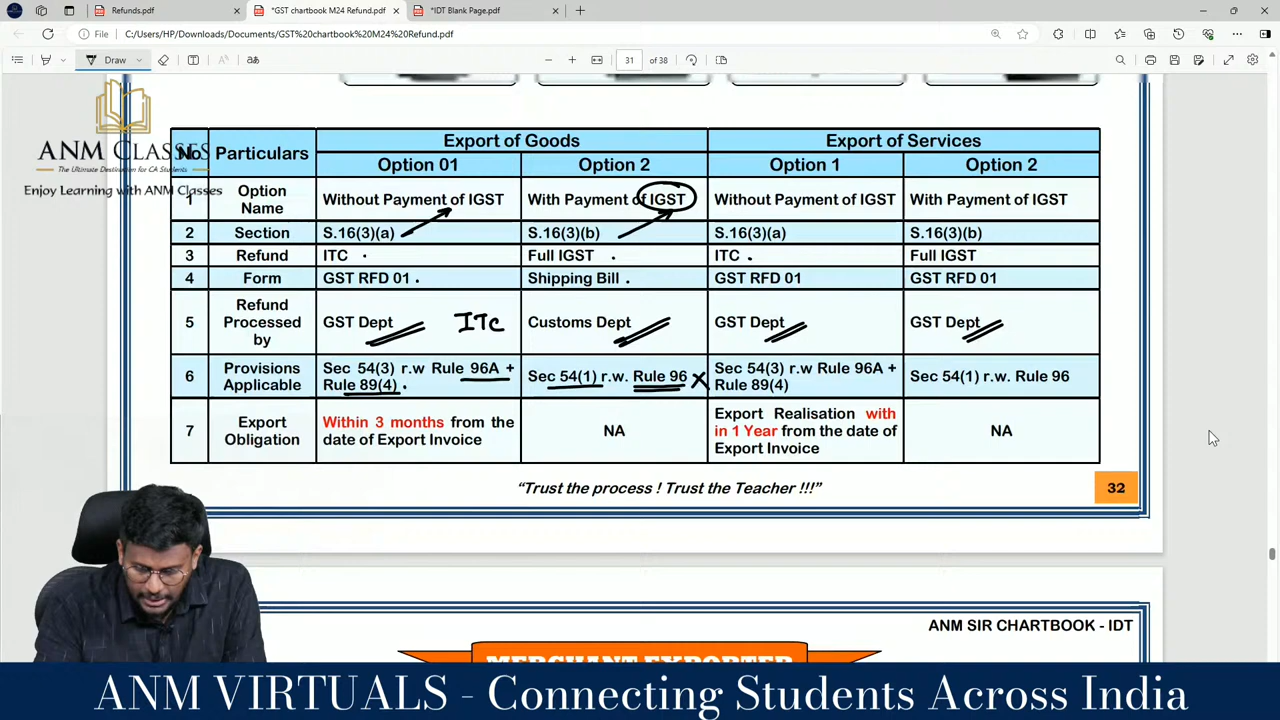 Refunds.pdf
*GST chartbook M24 Refund.pdf
*IDT Blank Page.pdf
File
C:/Users/HP/Downloads/Documents/GST%20chartbook%20M24%20Refund.pdf
Draw
31 of 38
ANM CLASSES
The Ultimate Destination for CA Students
Enjoy Learning with ANM Classes
No
Particulars
Export of Goods
Export of Services
Option 01
Option 2
Option 1
Option 2
1
Option
Name
Without Payment of IGST
With Payment of IGST
Without Payment of IGST
With Payment of IGST
2
Section
S.16(3)(a)
S.16(3)(b)
S.16(3)(a)
S.16(3)(b)
3
Refund
ITC
Full IGST
ITC
Full IGST
4
Form
GST RFD 01
Shipping Bill
GST RFD 01
GST RFD 01
5
Refund
Processed
by
GST Dept
ITC
Customs Dept
GST Dept
GST Dept
6
Provisions
Applicable
Sec 54(3) r.w Rule 96A +
Rule 89(4)
Sec 54(1) r.w. Rule 96
Sec 54(3) r.w Rule 96A +
Rule 89(4)
Sec 54(1) r.w. Rule 96
7
Export
Obligation
Within 3 months from the
date of Export Invoice
NA
Export Realisation with
in 1 Year from the date of
Export Invoice
NA
“Trust the process ! Trust the Teacher !!!”
32
ANM SIR CHARTBOOK - IDT
MERCHANT EXPORTER
ANM VIRTUALS - Connecting Students Across India